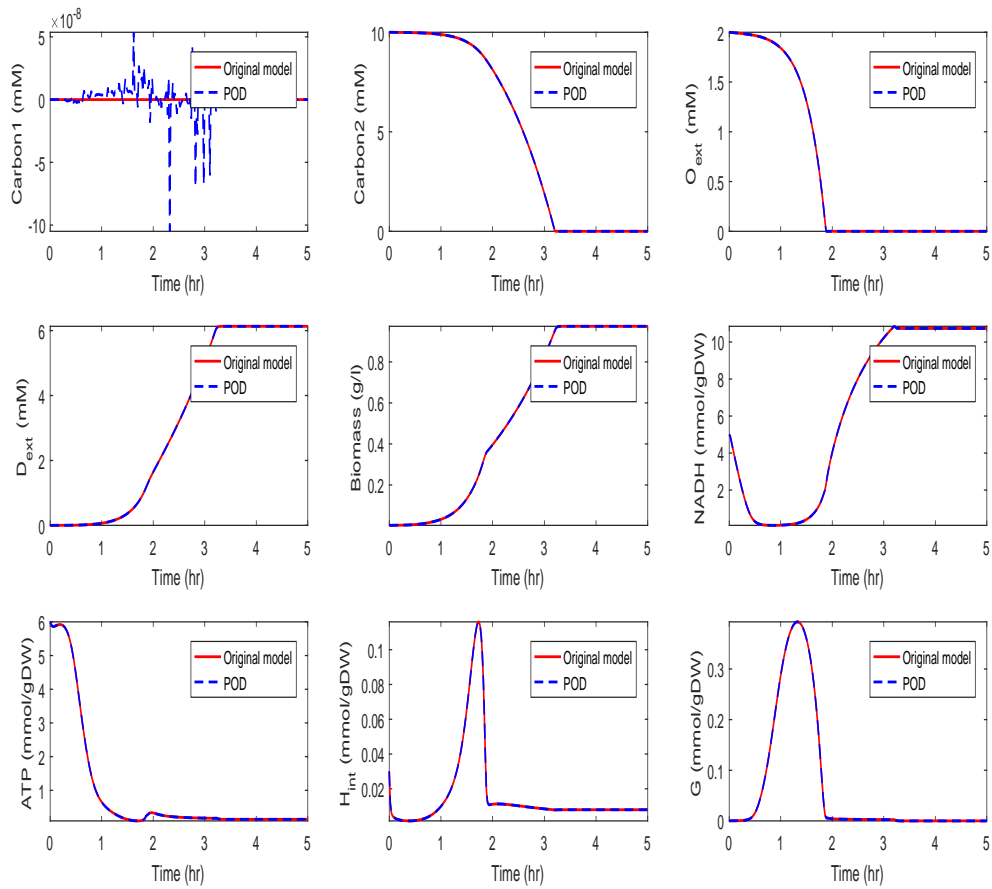 ×10⁻⁸
5
0
-5
-10
Carbon1 (mM)
Original model
POD
0 1 2 3 4 5
Time (hr)
10
5
0
Carbon2 (mM)
Original model
POD
0 1 2 3 4 5
Time (hr)
2
1.5
1
0.5
0
O_ext (mM)
Original model
POD
0 1 2 3 4 5
Time (hr)
6
4
2
0
D_ext (mM)
Original model
POD
0 1 2 3 4 5
Time (hr)
0.8
0.6
0.4
0.2
Biomass (g/l)
Original model
POD
0 1 2 3 4 5
Time (hr)
10
8
6
4
2
NADH (mmol/gDW)
Original model
POD
0 1 2 3 4 5
Time (hr)
6
5
4
3
2
1
ATP (mmol/gDW)
Original model
POD
0 1 2 3 4 5
Time (hr)
0.1
0.08
0.06
0.04
0.02
H_int (mmol/gDW)
Original model
POD
0 1 2 3 4 5
Time (hr)
0.3
0.2
0.1
0
G (mmol/gDW)
Original model
POD
0 1 2 3 4 5
Time (hr)